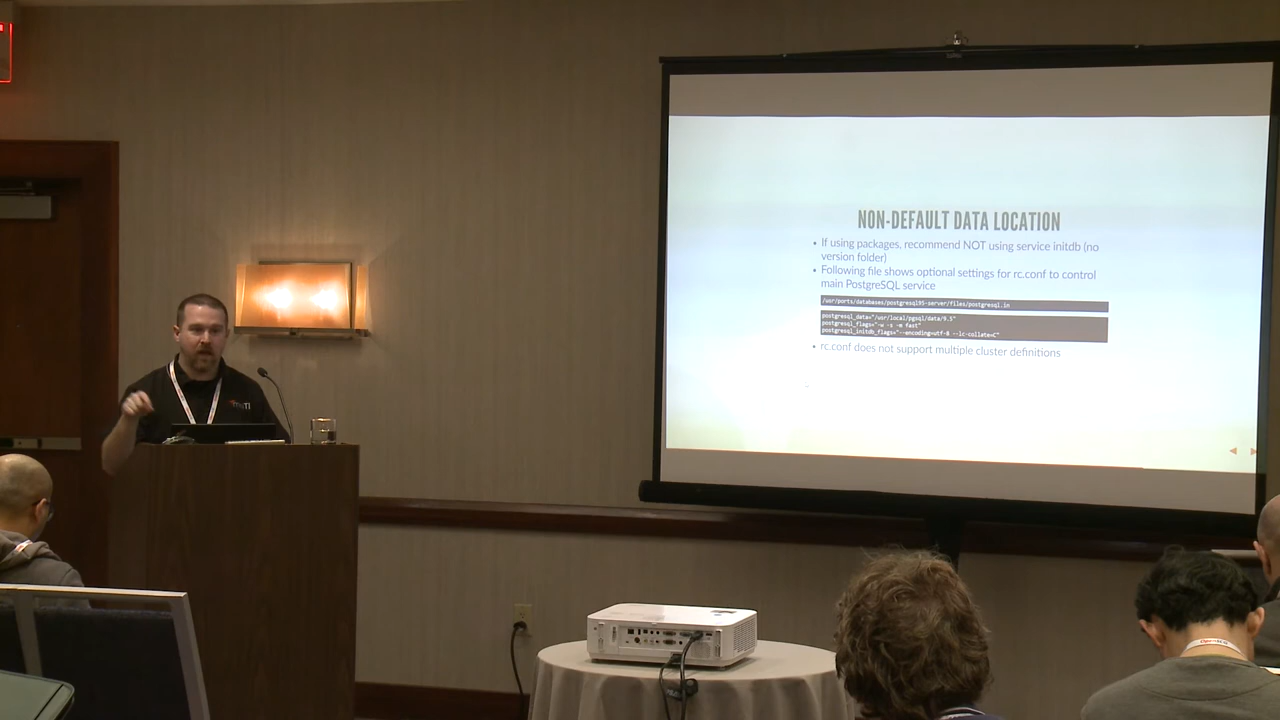 NON-DEFAULT DATA LOCATION
• If using packages, recommend NOT using service initdb (no
version folder)
• Following file shows optional settings for rc.conf to control
main PostgreSQL service
/usr/ports/databases/postgresql95-server/files/postgresql.in
postgresql_data="/usr/local/pgsql/data/9.5"
postgresql_flags="-w -s -m fast"
postgresql_initdb_flags="--encoding=utf-8 --lc-collate=C"
• rc.conf does not support multiple cluster definitions